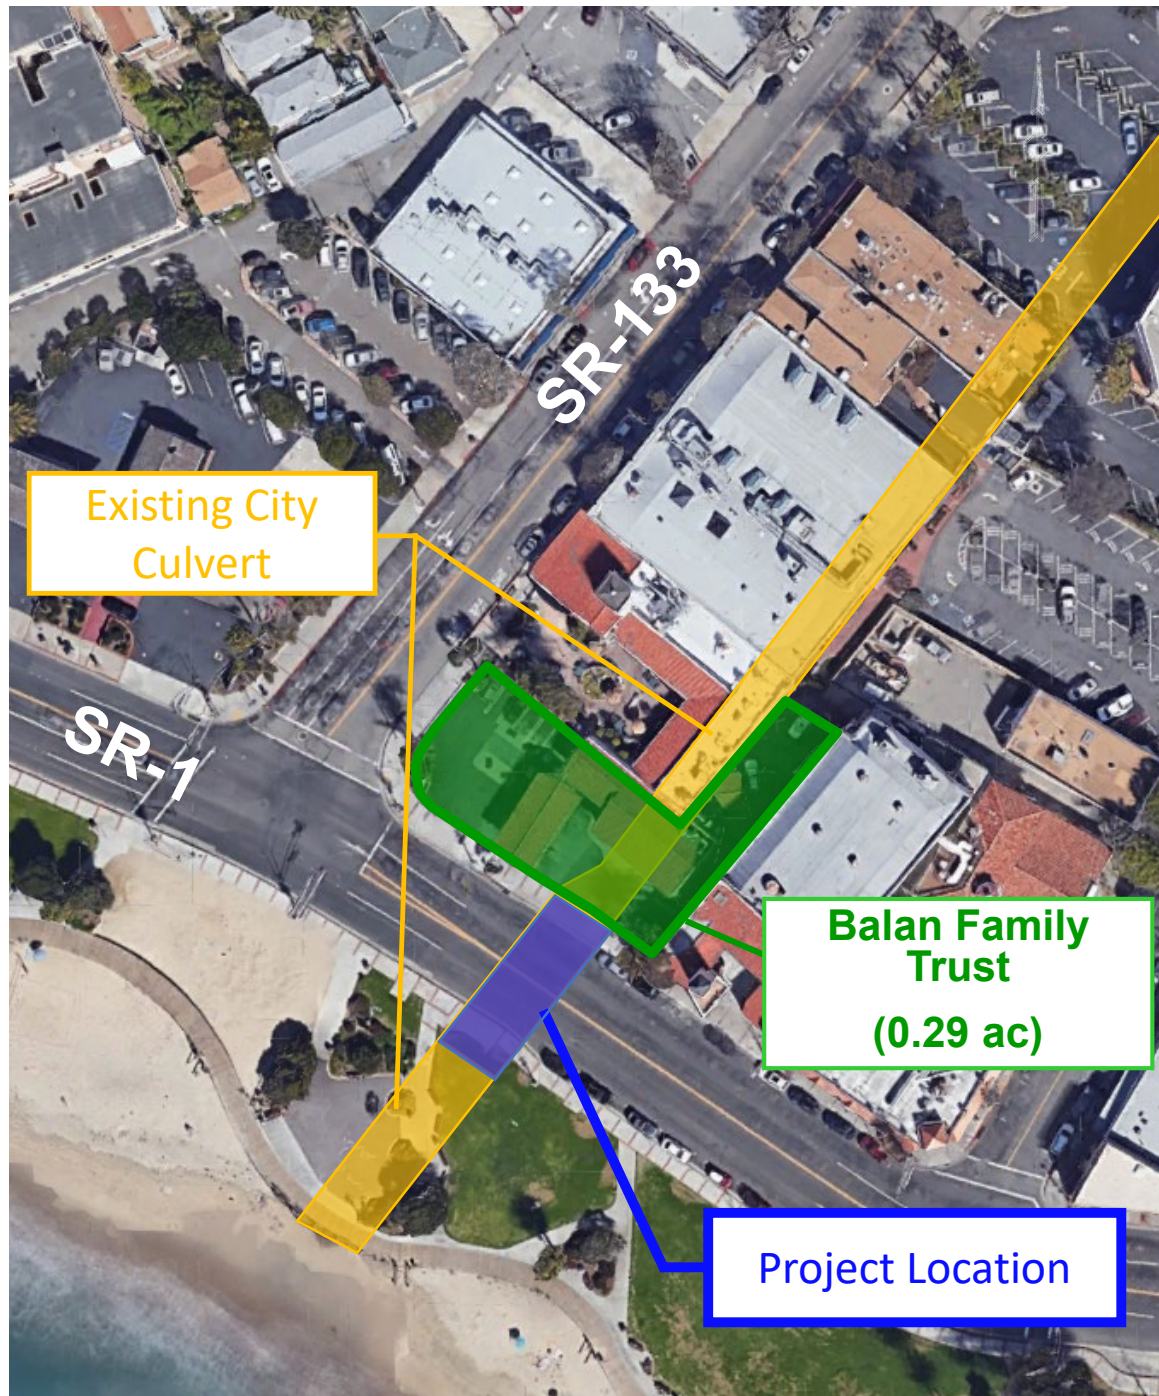 SR-133
Existing City
Culvert
SR-1
Balan Family
Trust
(0.29 ac)
Project Location